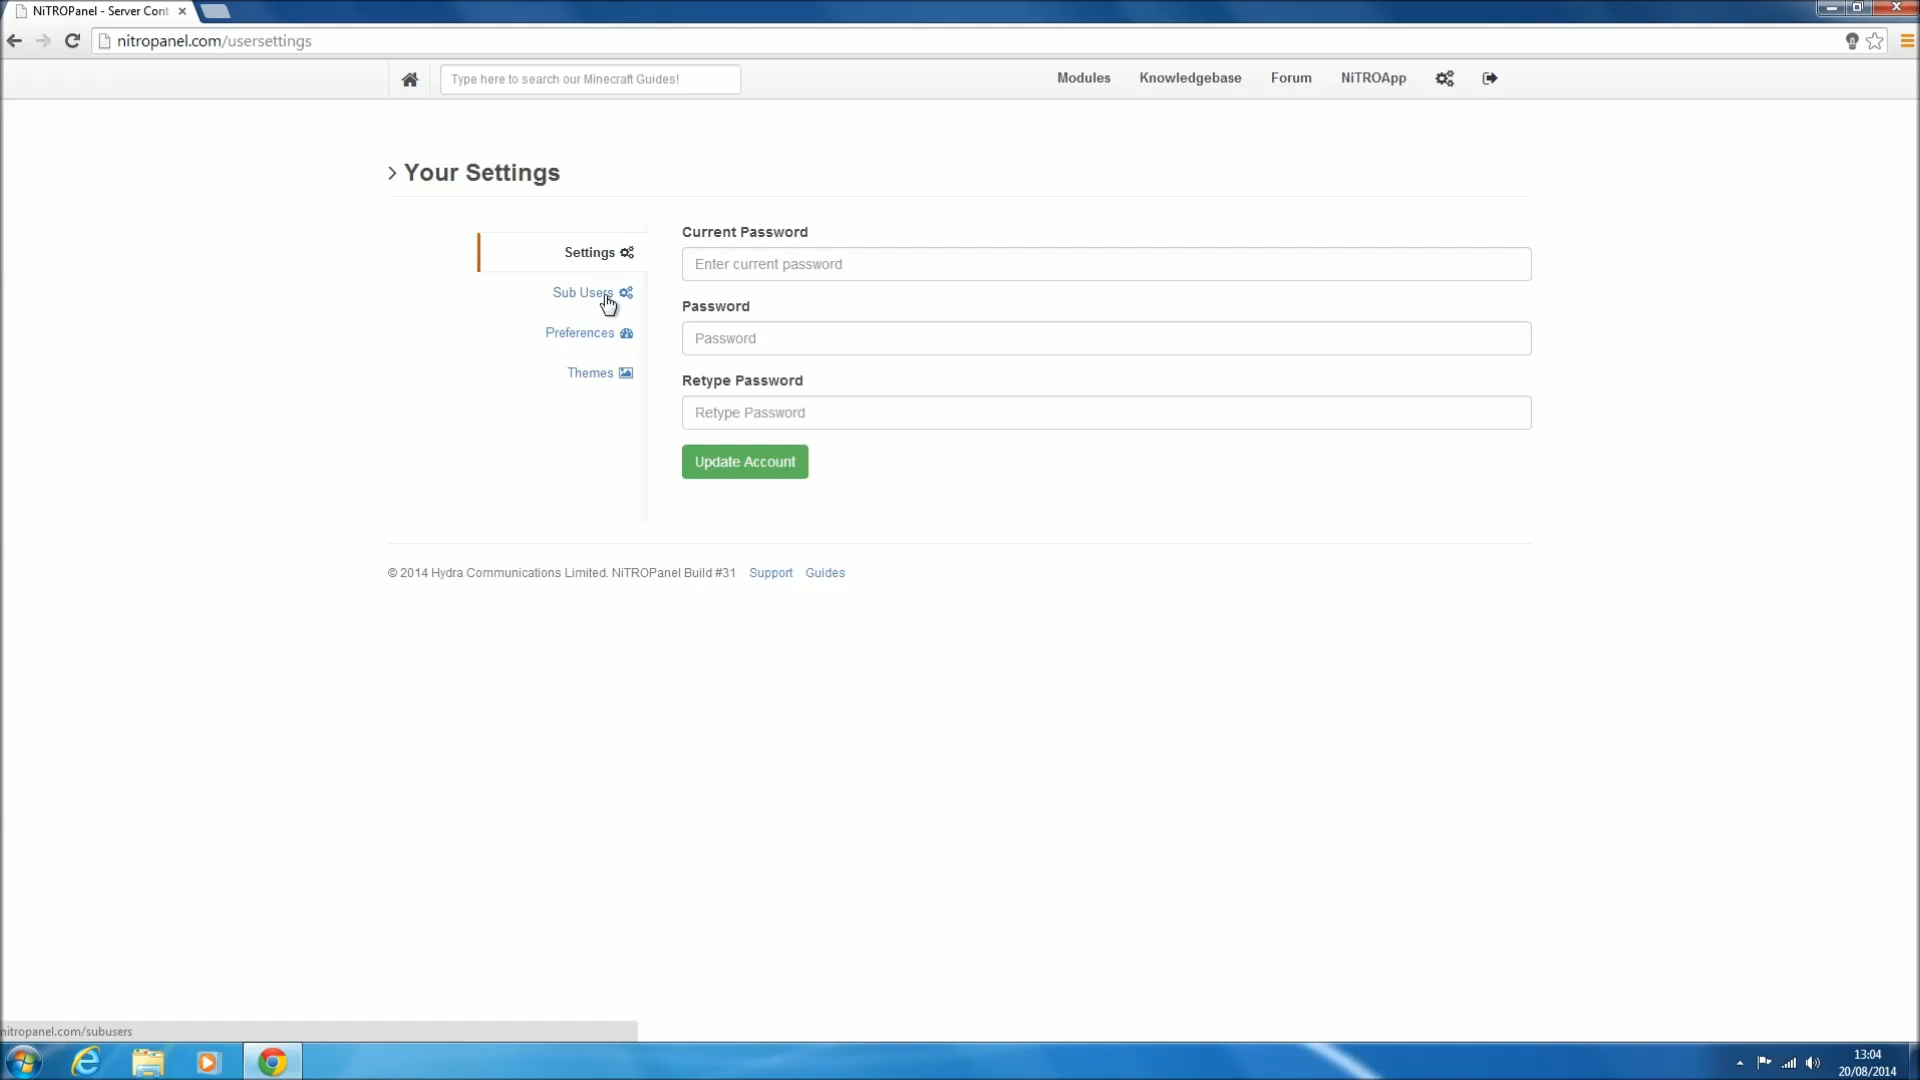 NiTROPanel - Server Cont
nitropanel.com/usersettings
Type here to search our Minecraft Guides!
Modules
Knowledgebase
Forum
NiTROApp
Your Settings
Settings
Sub Users
Preferences
Themes
Current Password
Enter current password
Password
Password
Retype Password
Retype Password
Update Account
© 2014 Hydra Communications Limited. NiTROPanel Build #31 Support Guides
nitropanel.com/subusers
13:04
20/08/2014